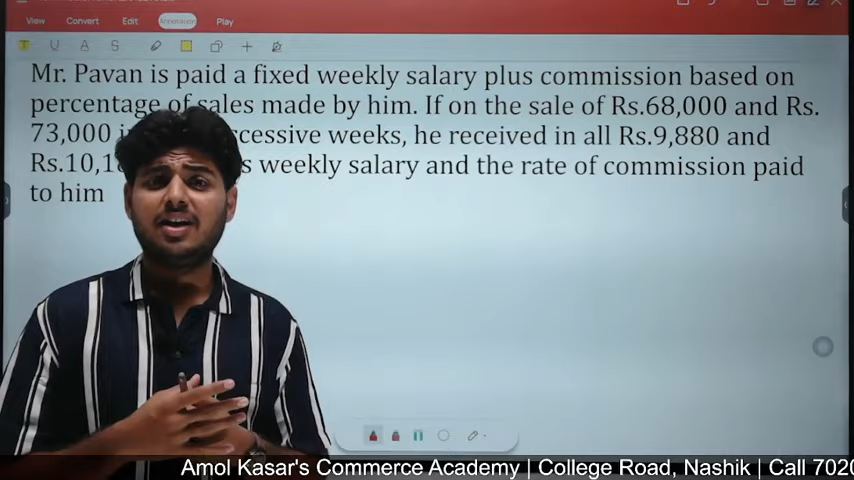 View Convert Edit Annotation Play
T U A S
Mr. Pavan is paid a fixed weekly salary plus commission based on
percentage of sales made by him. If on the sale of Rs.68,000 and Rs.
73,000 i ccessive weeks, he received in all Rs.9,880 and
Rs.10,1 s weekly salary and the rate of commission paid
to him
Amol Kasar's Commerce Academy | College Road, Nashik | Call 7020